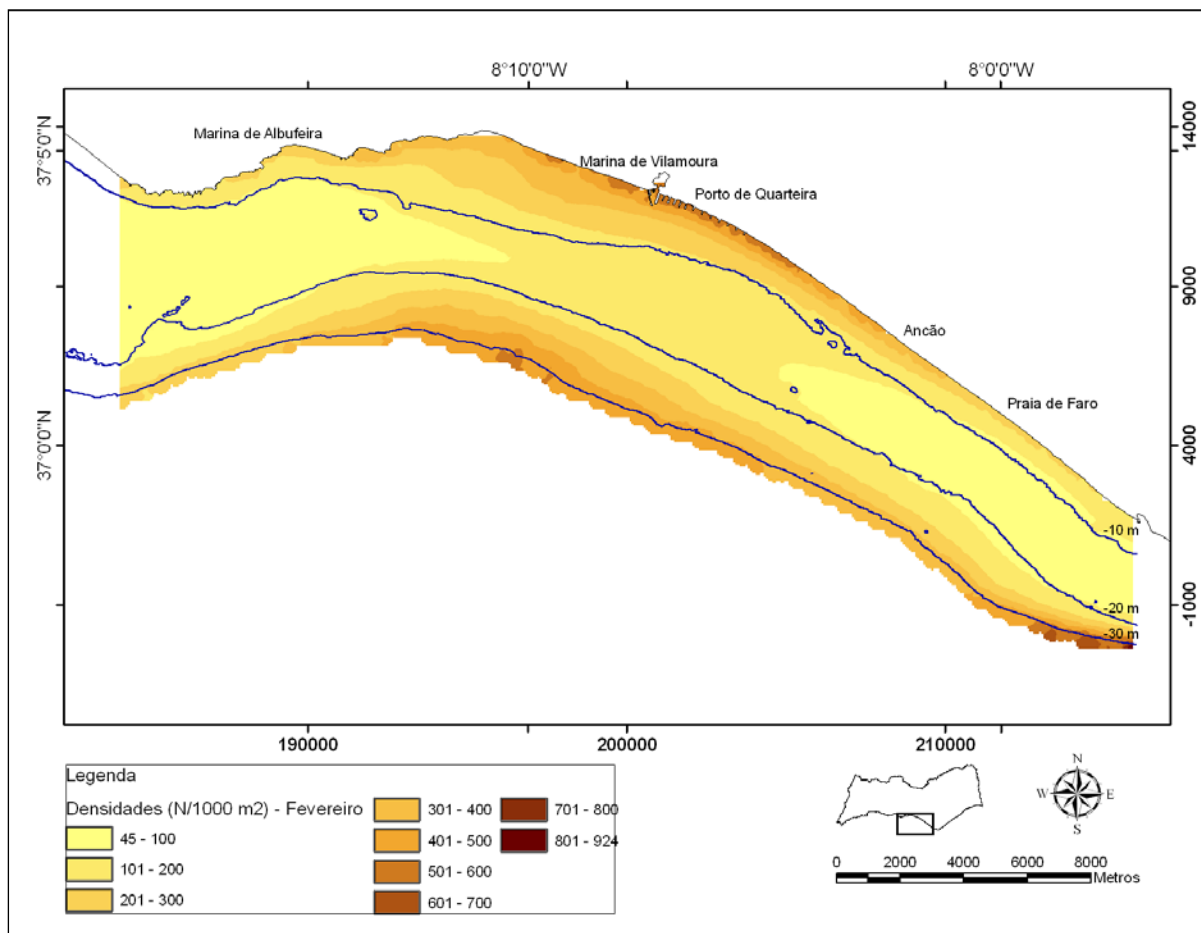 8°10'0"W
8°0'0"W
37°5'0"N
14000
Marina de Albufeira
Marina de Vilamoura
Porto de Quarteira
9000
Ancão
Praia de Faro
37°0'0"N
4000
-10 m
-20 m
-30 m
-1000
190000
200000
210000
Legenda
Densidades (N/1000 m2) - Fevereiro
45 - 100
101 - 200
201 - 300
301 - 400
401 - 500
501 - 600
601 - 700
701 - 800
801 - 924
N
W
E
S
0 2000 4000 6000 8000
Metros